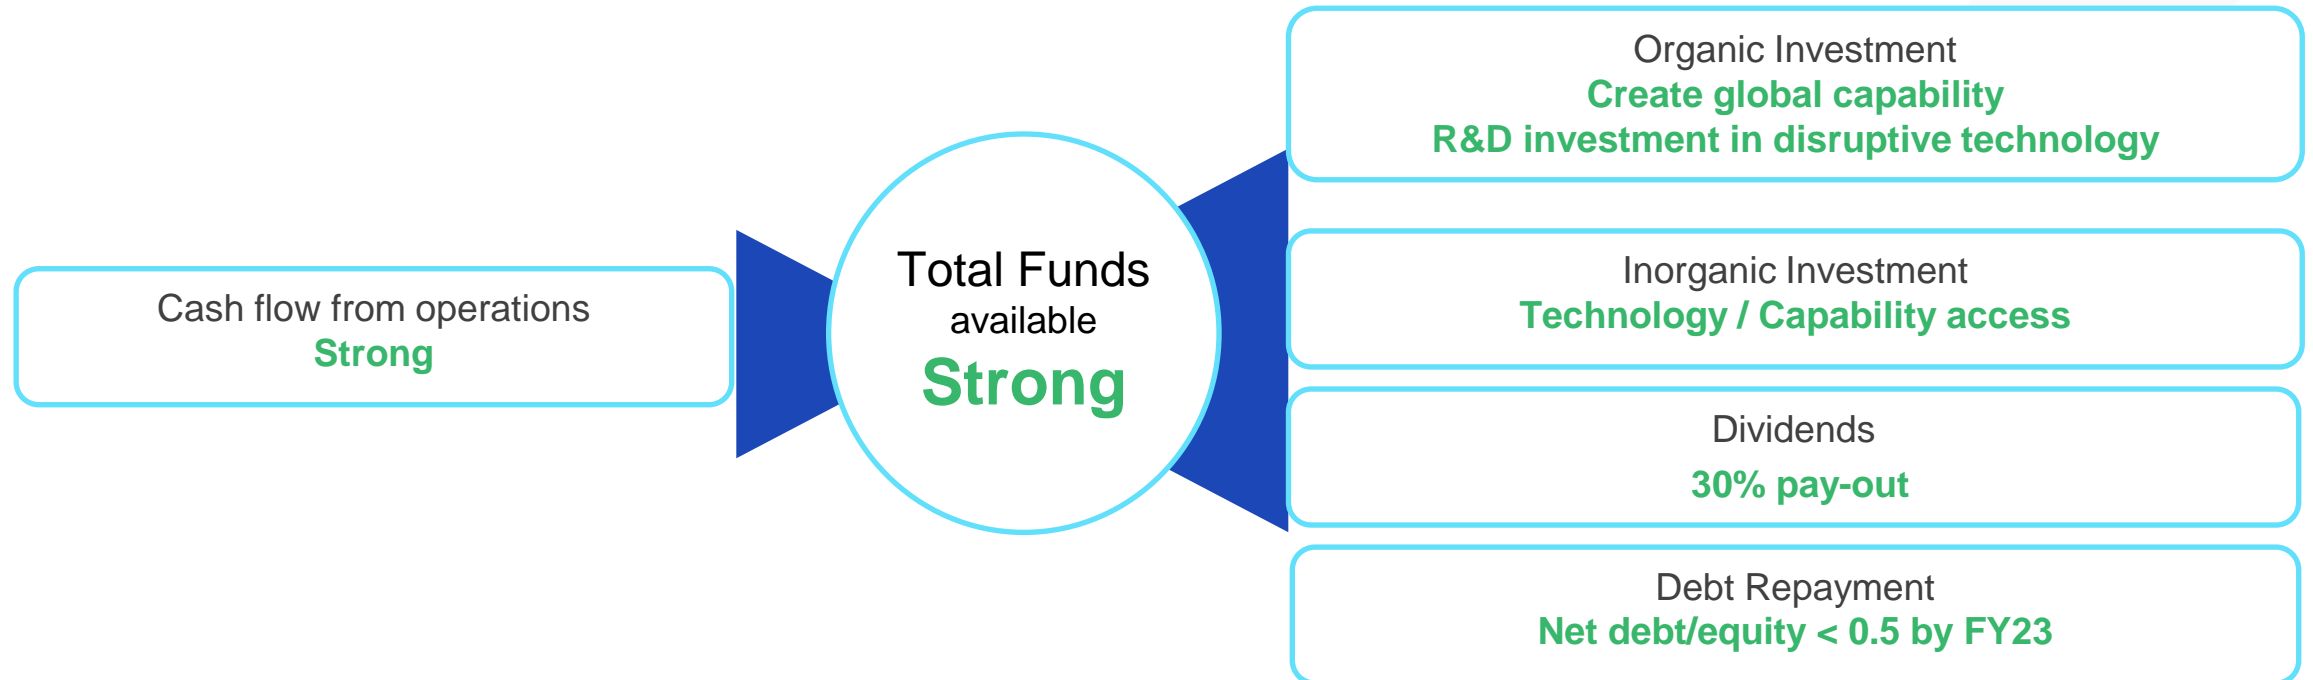 Cash flow from operations
Strong
Total Funds
available
Strong
Organic Investment
Create global capability
R&D investment in disruptive technology
Inorganic Investment
Technology / Capability access
Dividends
30% pay-out
Debt Repayment
Net debt/equity < 0.5 by FY23